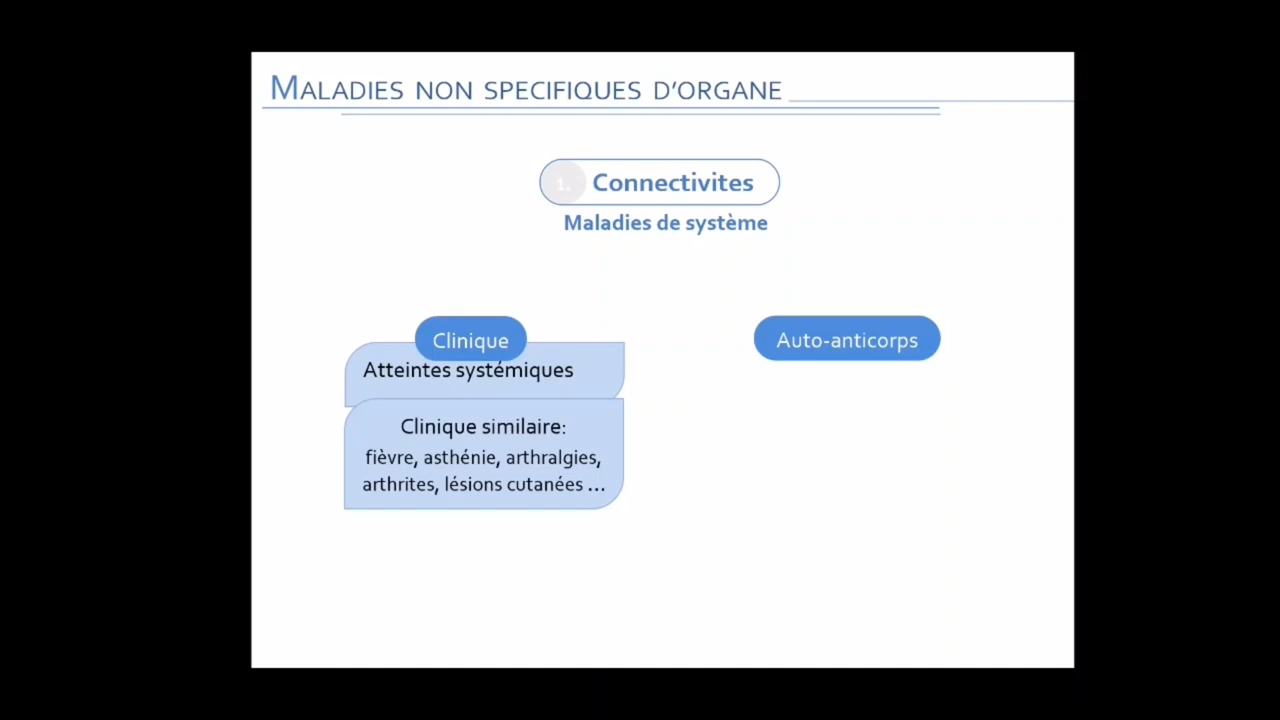 MALADIES NON SPECIFIQUES D'ORGANE
1. Connectivites
Maladies de système
Clinique
Atteintes systémiques
Clinique similaire:
fièvre, asthénie, arthralgies,
arthrites, lésions cutanées ...
Auto-anticorps